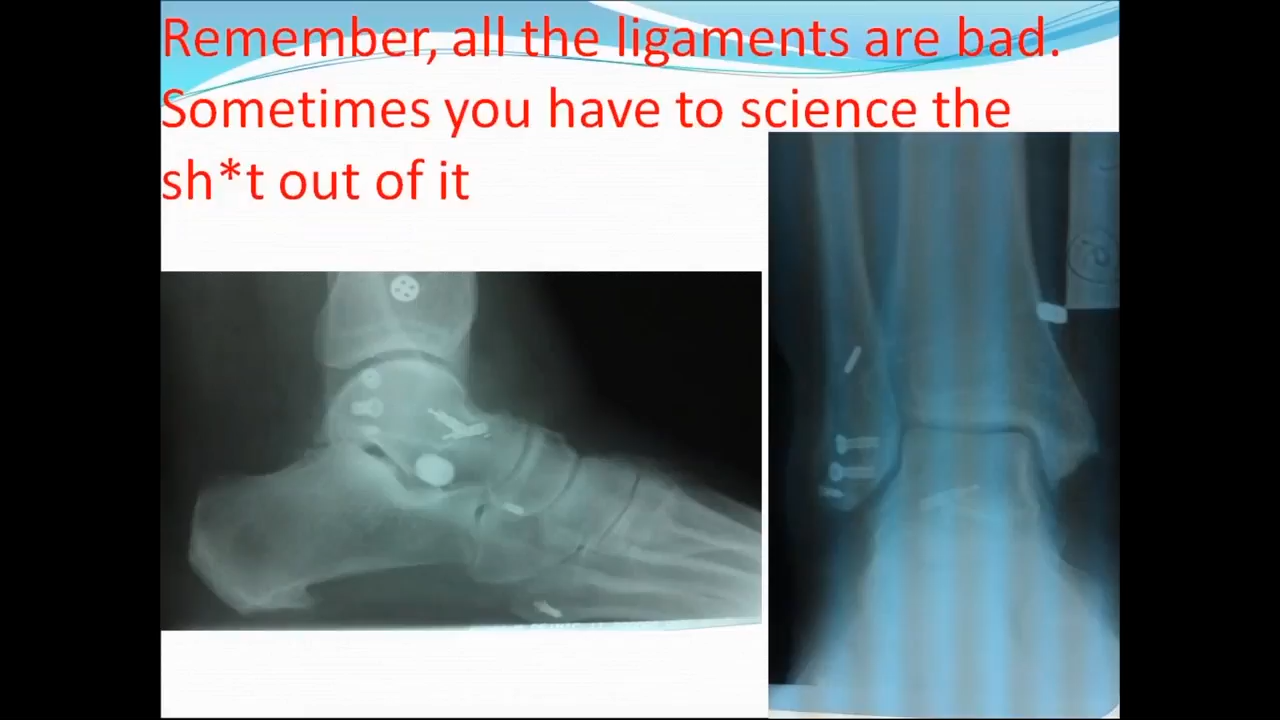 Remember, all the ligaments are bad.
Sometimes you have to science the
sh*t out of it